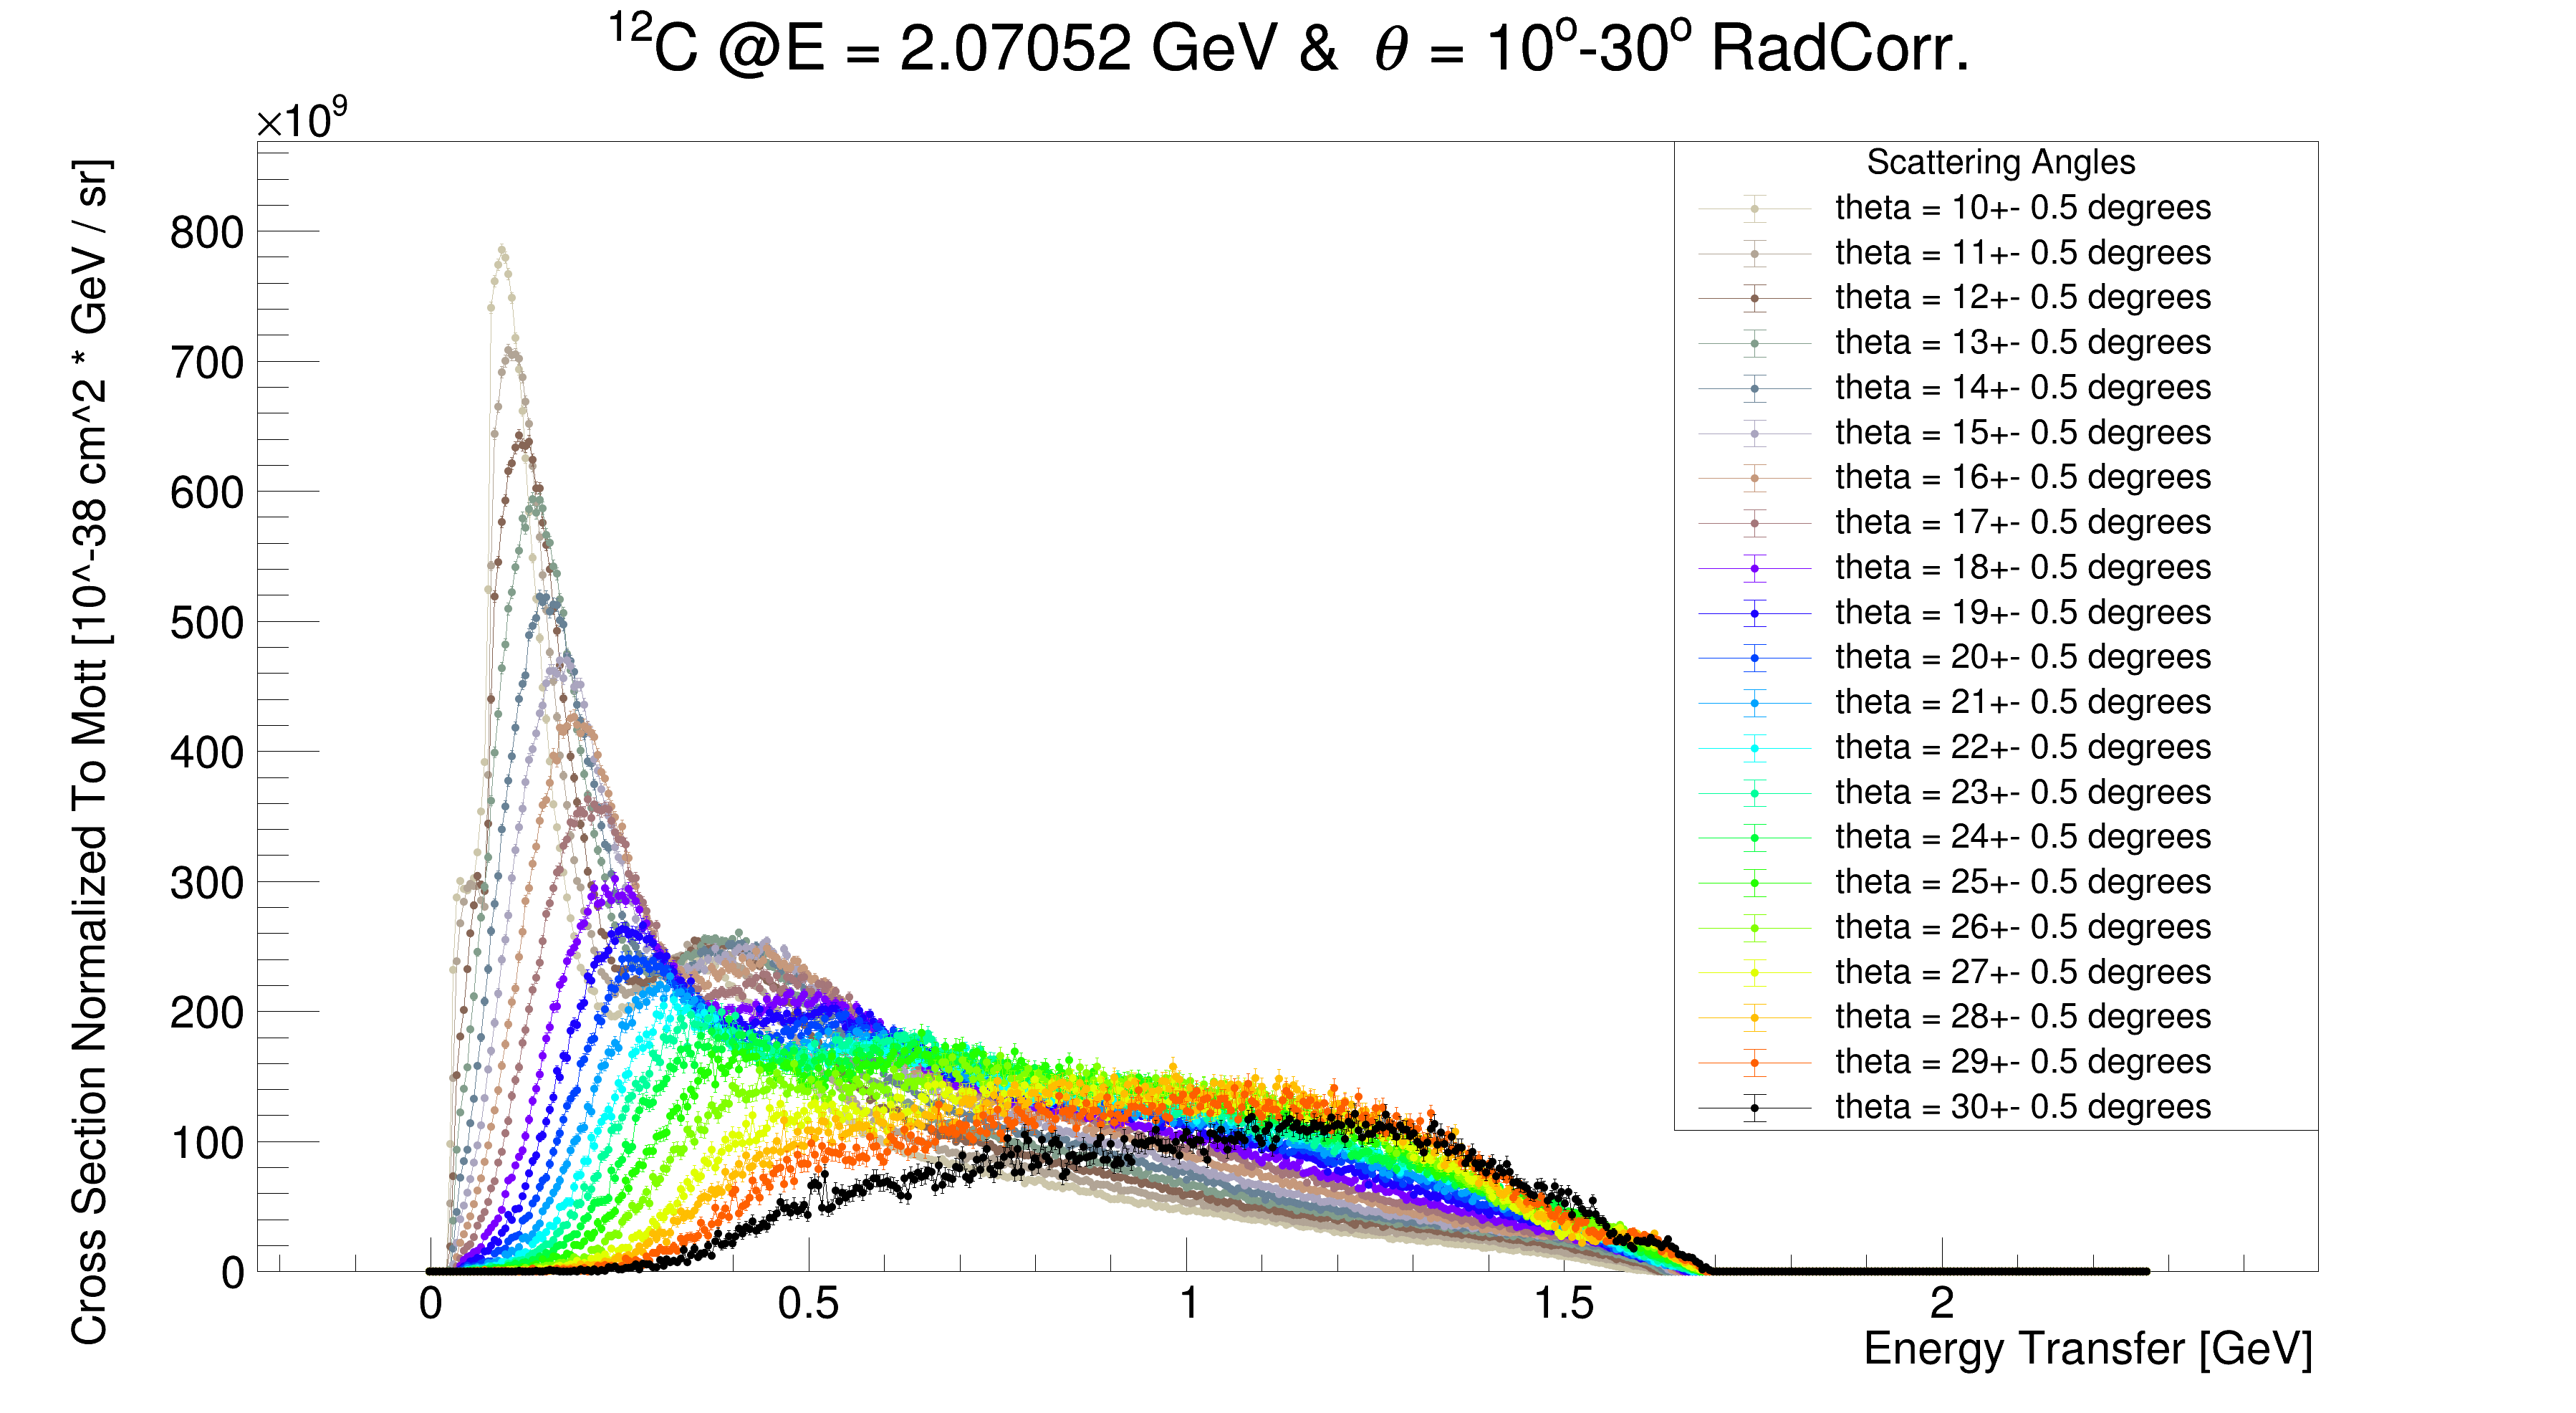 ¹²C @E = 2.07052 GeV & θ = 10º-30º RadCorr.
×10⁹
Cross Section Normalized To Mott [10^-38 cm^2 * GeV / sr]
800
700
600
500
400
300
200
100
0
0 0.5 1 1.5 2
Energy Transfer [GeV]
Scattering Angles
theta = 10+- 0.5 degrees
theta = 11+- 0.5 degrees
theta = 12+- 0.5 degrees
theta = 13+- 0.5 degrees
theta = 14+- 0.5 degrees
theta = 15+- 0.5 degrees
theta = 16+- 0.5 degrees
theta = 17+- 0.5 degrees
theta = 18+- 0.5 degrees
theta = 19+- 0.5 degrees
theta = 20+- 0.5 degrees
theta = 21+- 0.5 degrees
theta = 22+- 0.5 degrees
theta = 23+- 0.5 degrees
theta = 24+- 0.5 degrees
theta = 25+- 0.5 degrees
theta = 26+- 0.5 degrees
theta = 27+- 0.5 degrees
theta = 28+- 0.5 degrees
theta = 29+- 0.5 degrees
theta = 30+- 0.5 degrees